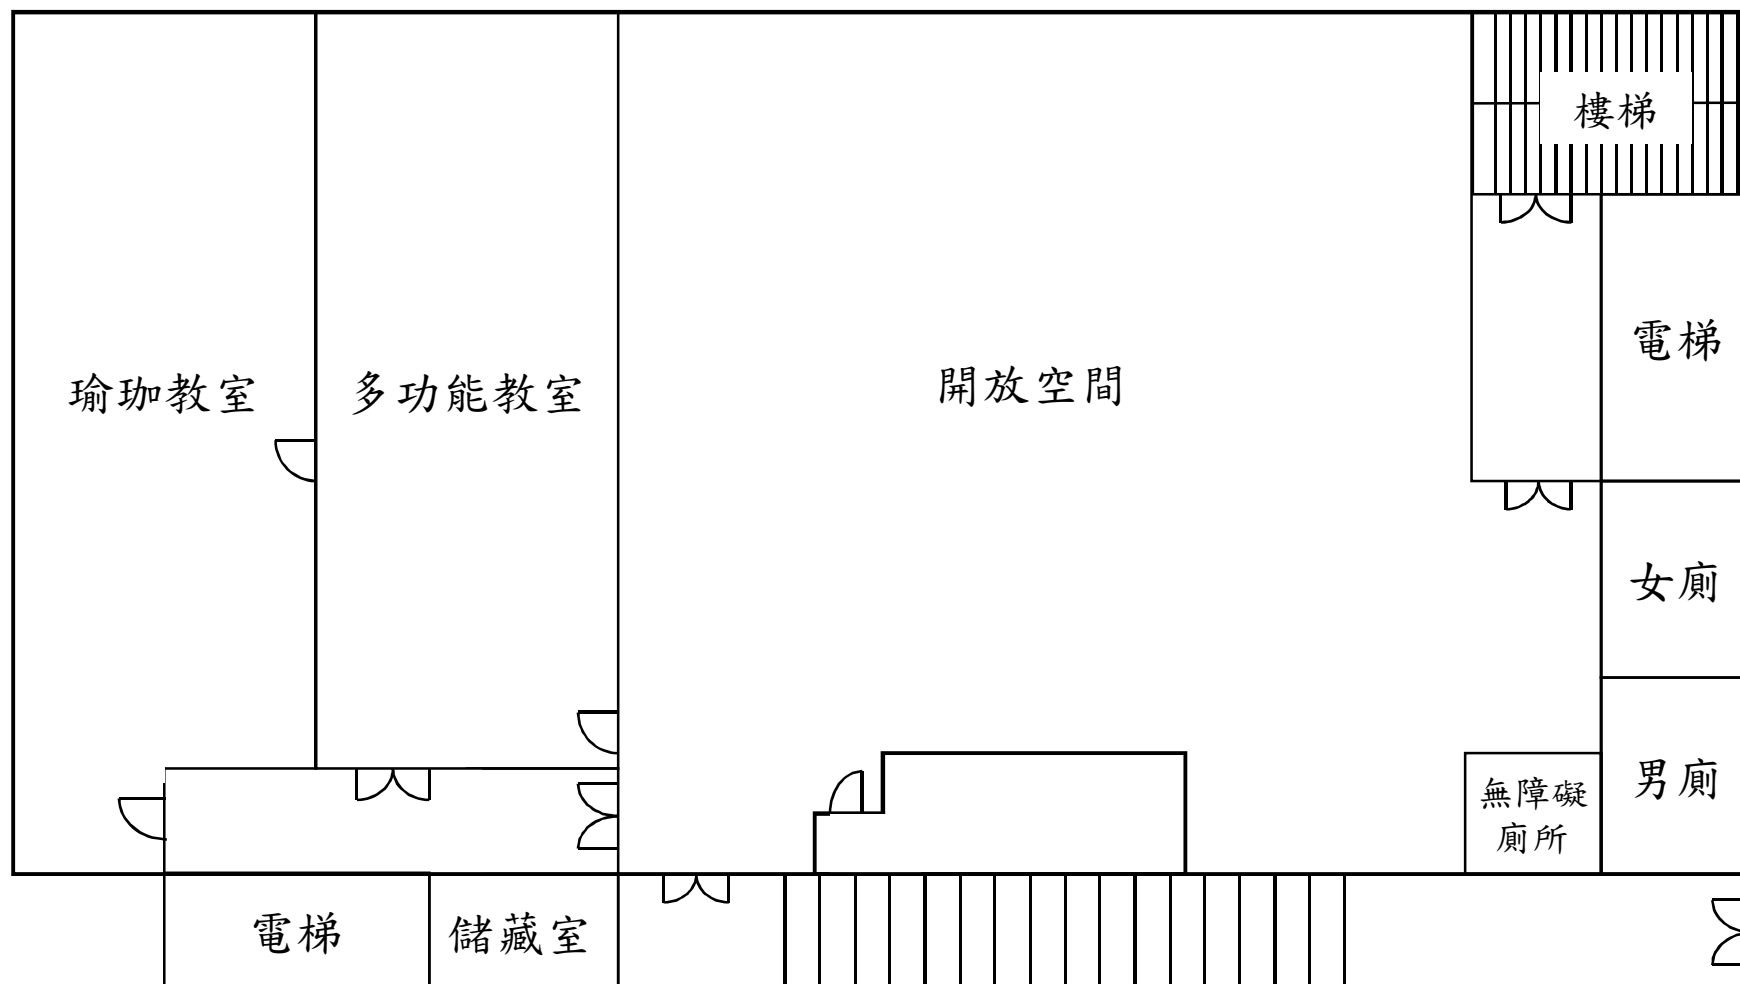 樓梯
電梯
瑜珈教室
多功能教室
開放空間
女廁
男廁
無障礙
廁所
電梯
儲藏室